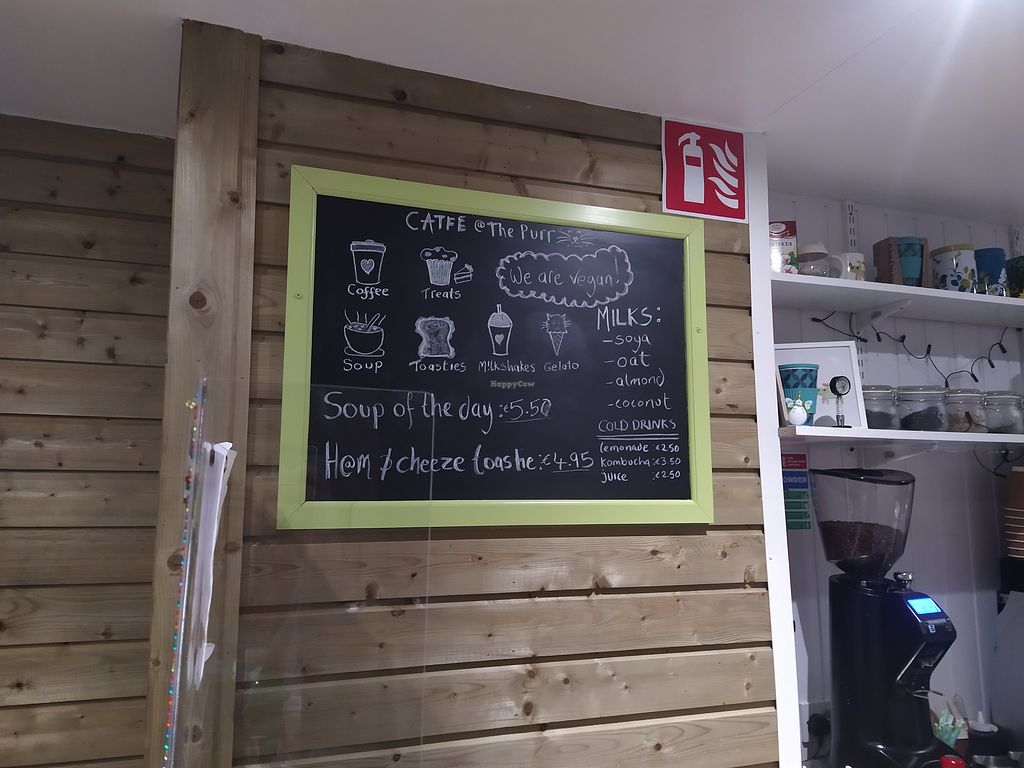 CATFE @ The Purr
We are vegan!
Coffee
Treats
Soup
Toasties
Milkshakes
Gelato
MILKS:
-soya
-oat
-almond
-coconut
HappyCow
Soup of the day: €5.50
H@m & cheeze toastie: €4.95
COLD DRINKS
lemonade €2.50
Kombucha: €3.50
Juice :€2.50
OWDER